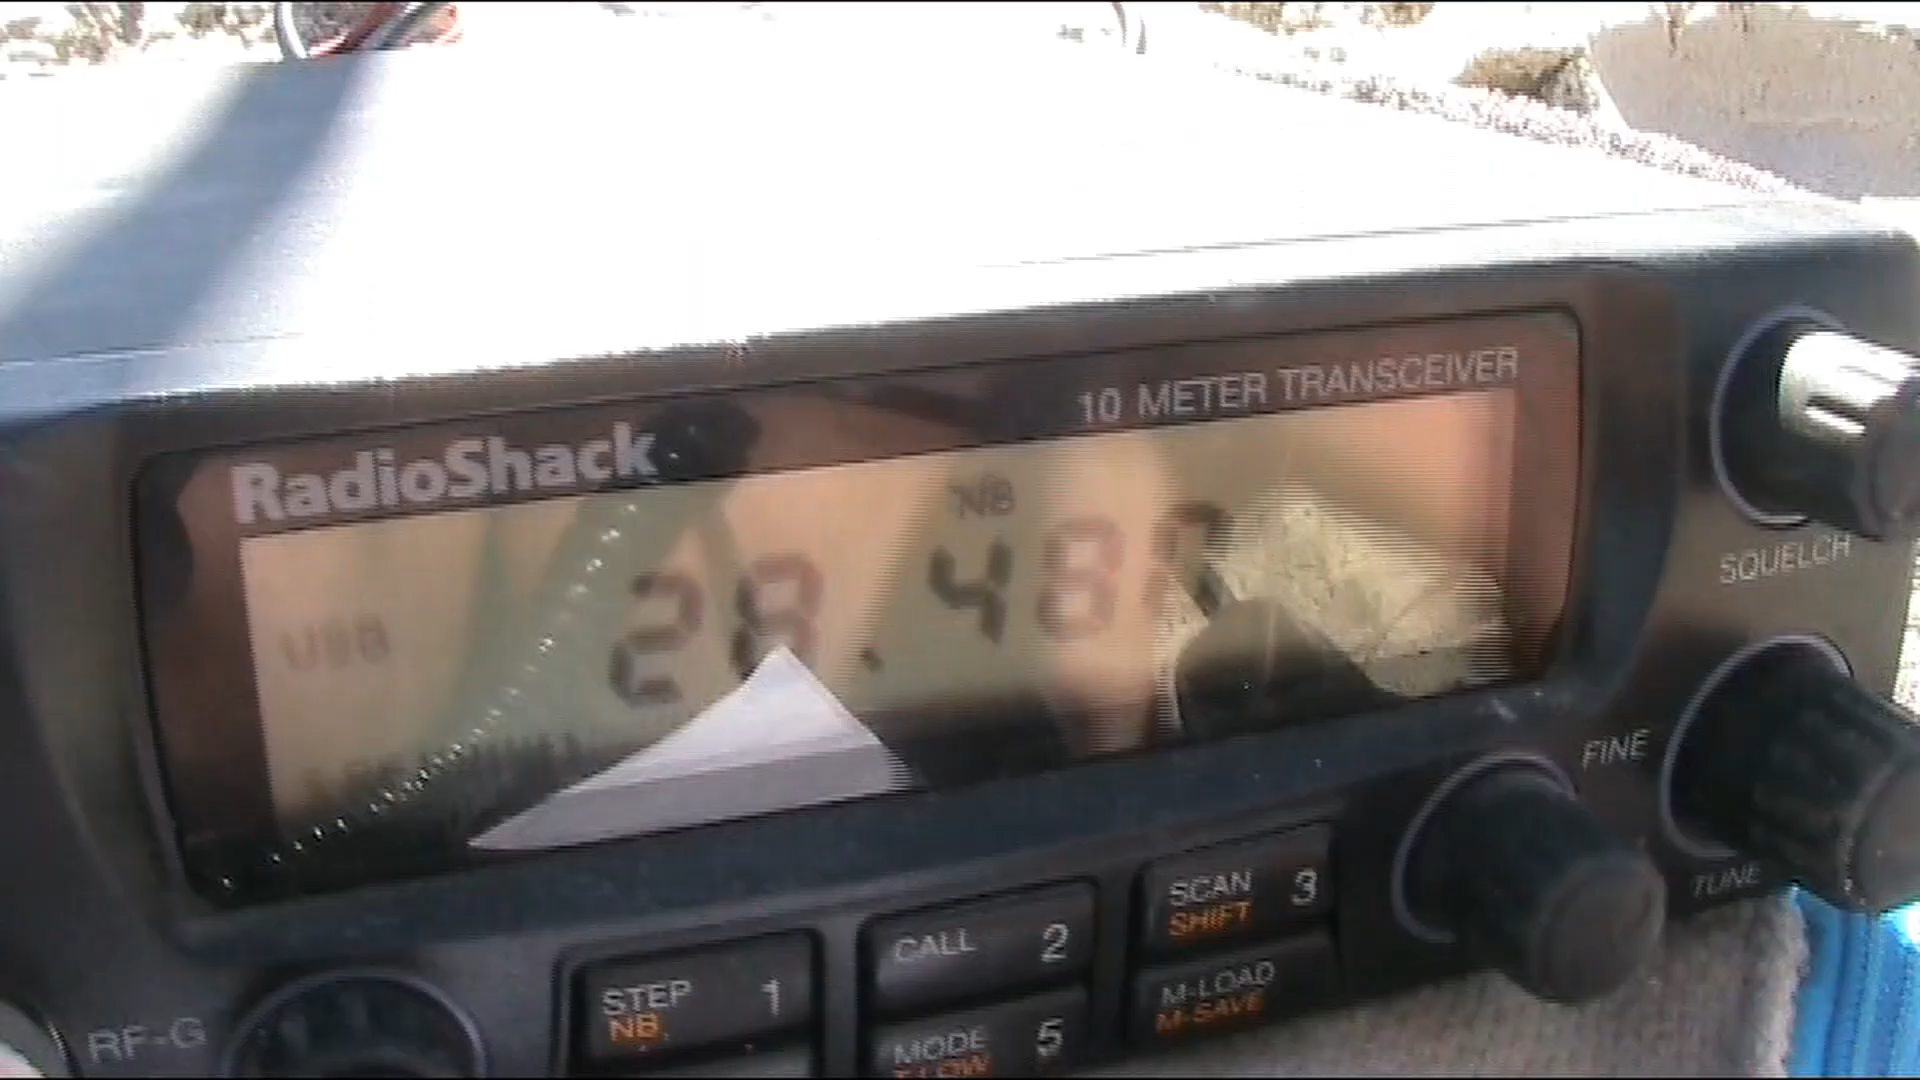 RadioShack
10 METER TRANSCEIVER
NB
USB
28.480
SQUELCH
FINE
TUNE
SCAN 3
SHIFT
CALL 2
STEP 1
NB
M-LOAD
M-SAVE
MODE 5
RF-G